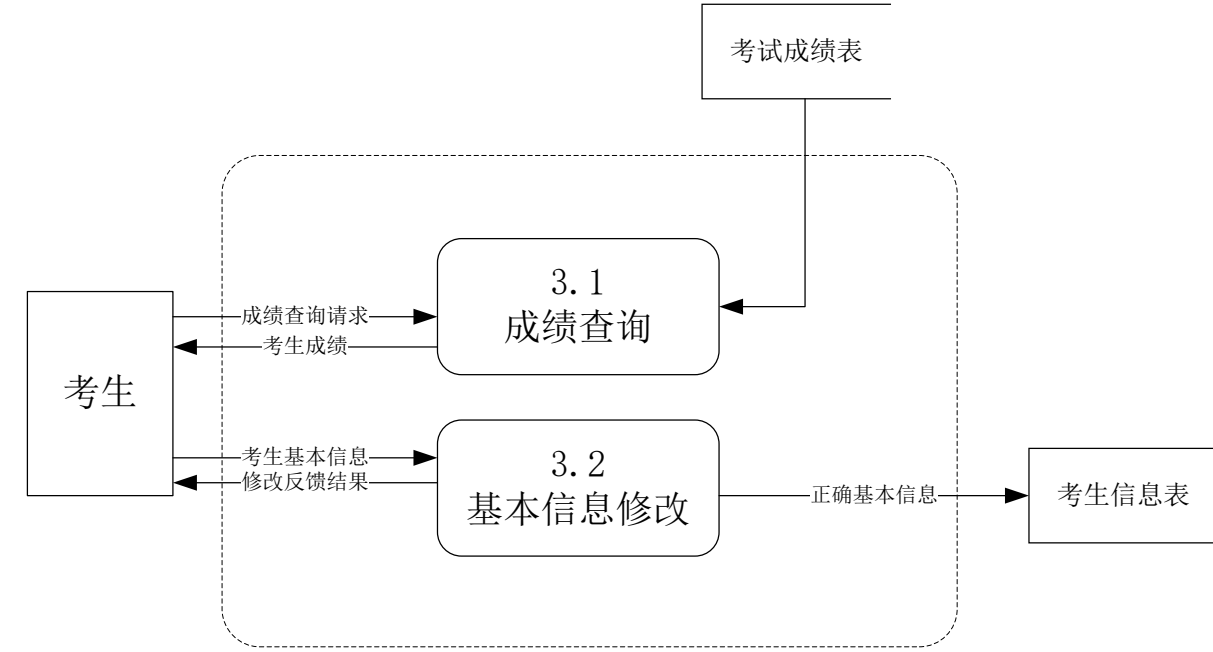 考试成绩表
3.1
成绩查询
成绩查询请求
考生成绩
考生
考生基本信息
修改反馈结果
3.2
基本信息修改
正确基本信息
考生信息表